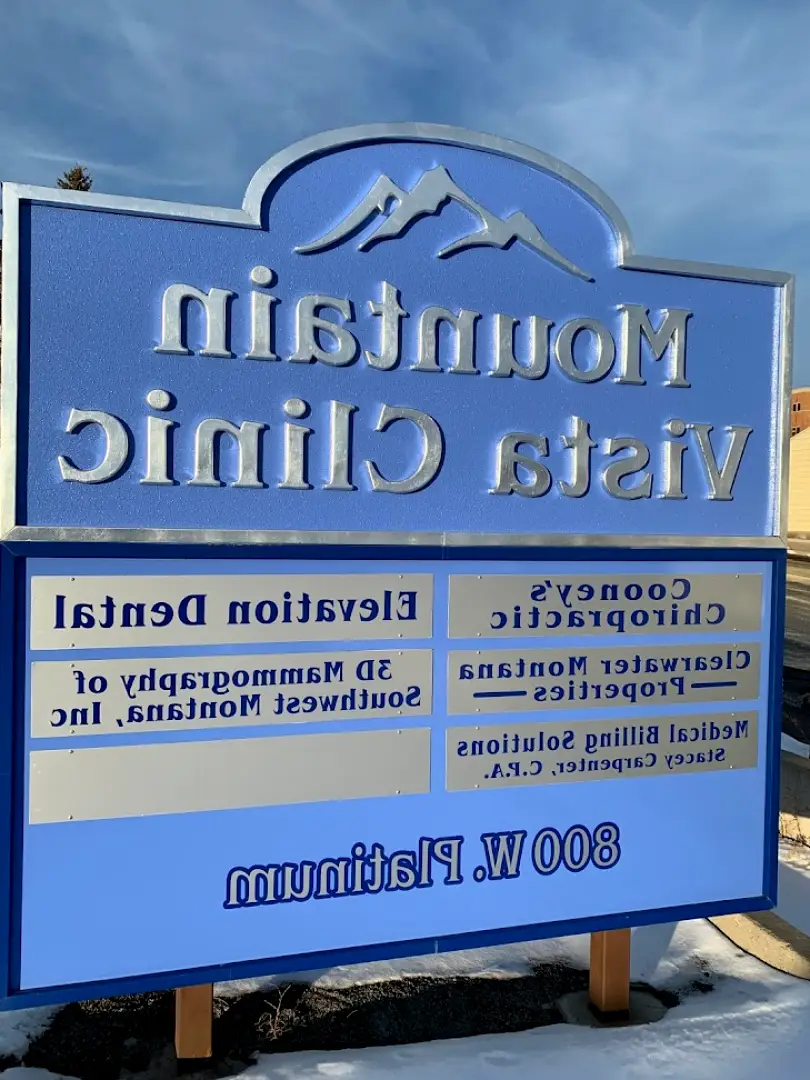 Mountain
Vista Clinic
Cooney's
Chiropractic
Elevation Dental
Clearwater Montana
Properties
3D Mammography of
Southwest Montana, Inc
Medical Billing Solutions
Stacey Carpenter, C.P.A.
800 W. Platinum